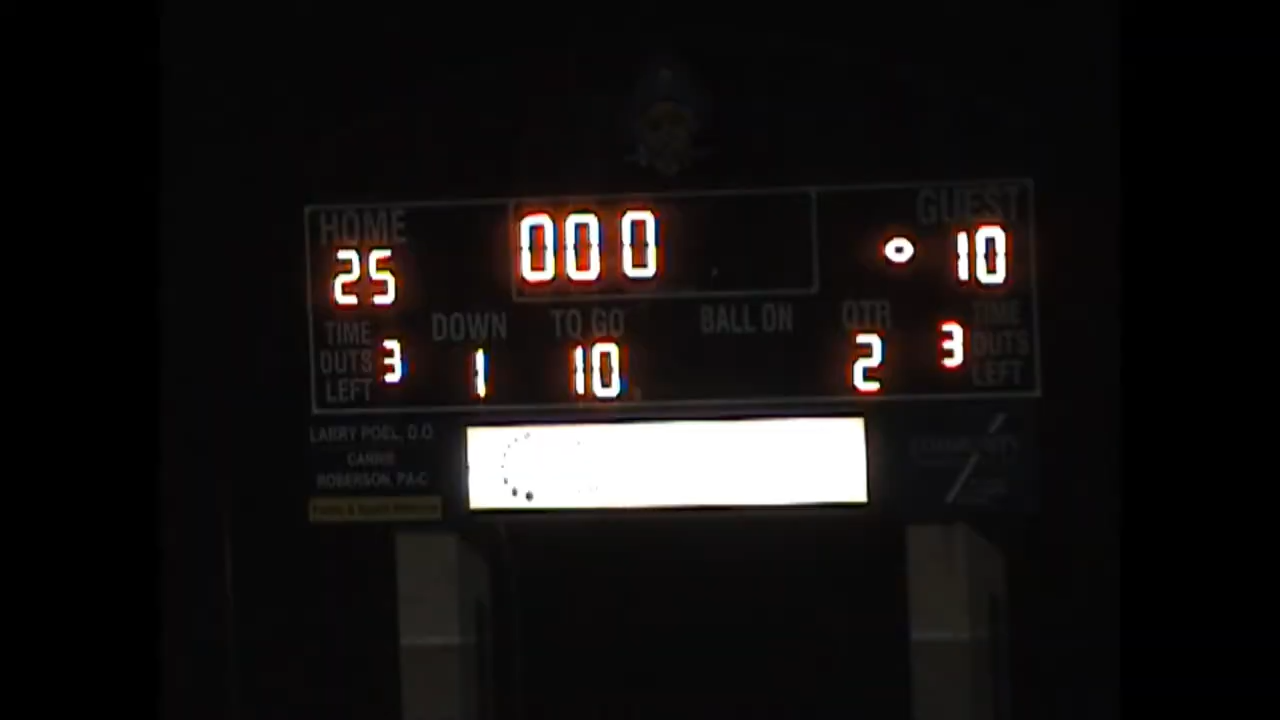 HOME
25
000
GUEST
10
TIME OUTS LEFT
3
DOWN
1
TO GO
10
BALL ON
QTR
2
3
TIME OUTS LEFT
LARRY POEL, D.O.
CARRIE
ROBERSON, PA-C